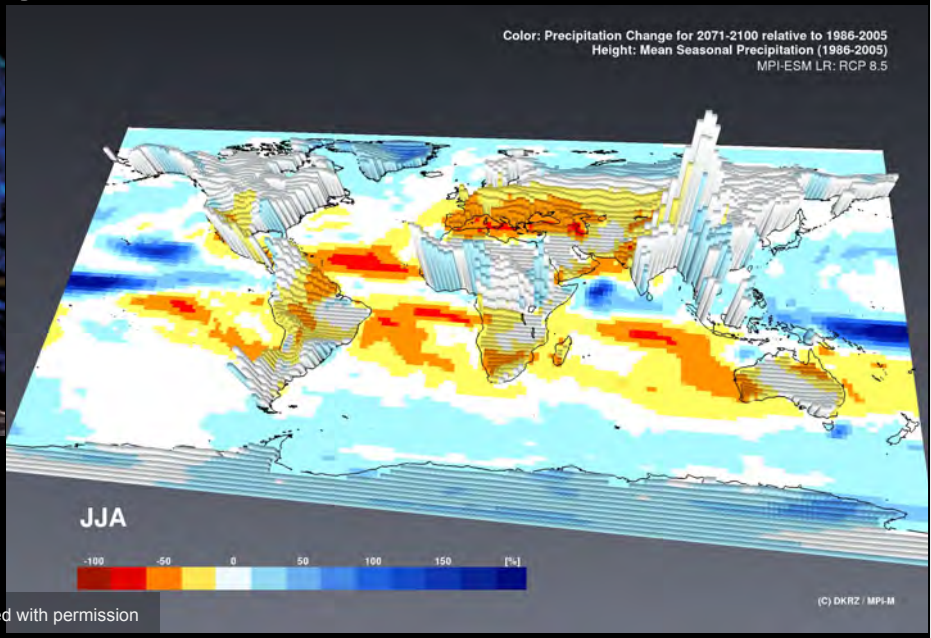 Color: Precipitation Change for 2071-2100 relative to 1986-2005
Height: Mean Seasonal Precipitation (1986-2005)
MPI-ESM LR: RCP 8.5
JJA
-100 -50 0 50 100 150 [%]
(C) DKRZ / MPI-M
with permission